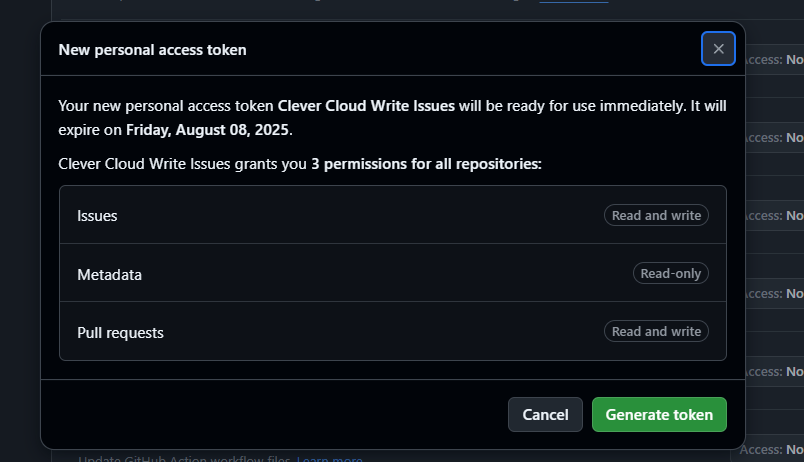 New personal access token
Your new personal access token Clever Cloud Write Issues will be ready for use immediately. It will
expire on Friday, August 08, 2025.
Clever Cloud Write Issues grants you 3 permissions for all repositories:
Issues
Read and write
Metadata
Read-only
Pull requests
Read and write
Cancel
Generate token
Access: No
Access: No
Access: No
Access: No
Access: No
Access: No
Update GitHub Action workflow files. Learn more